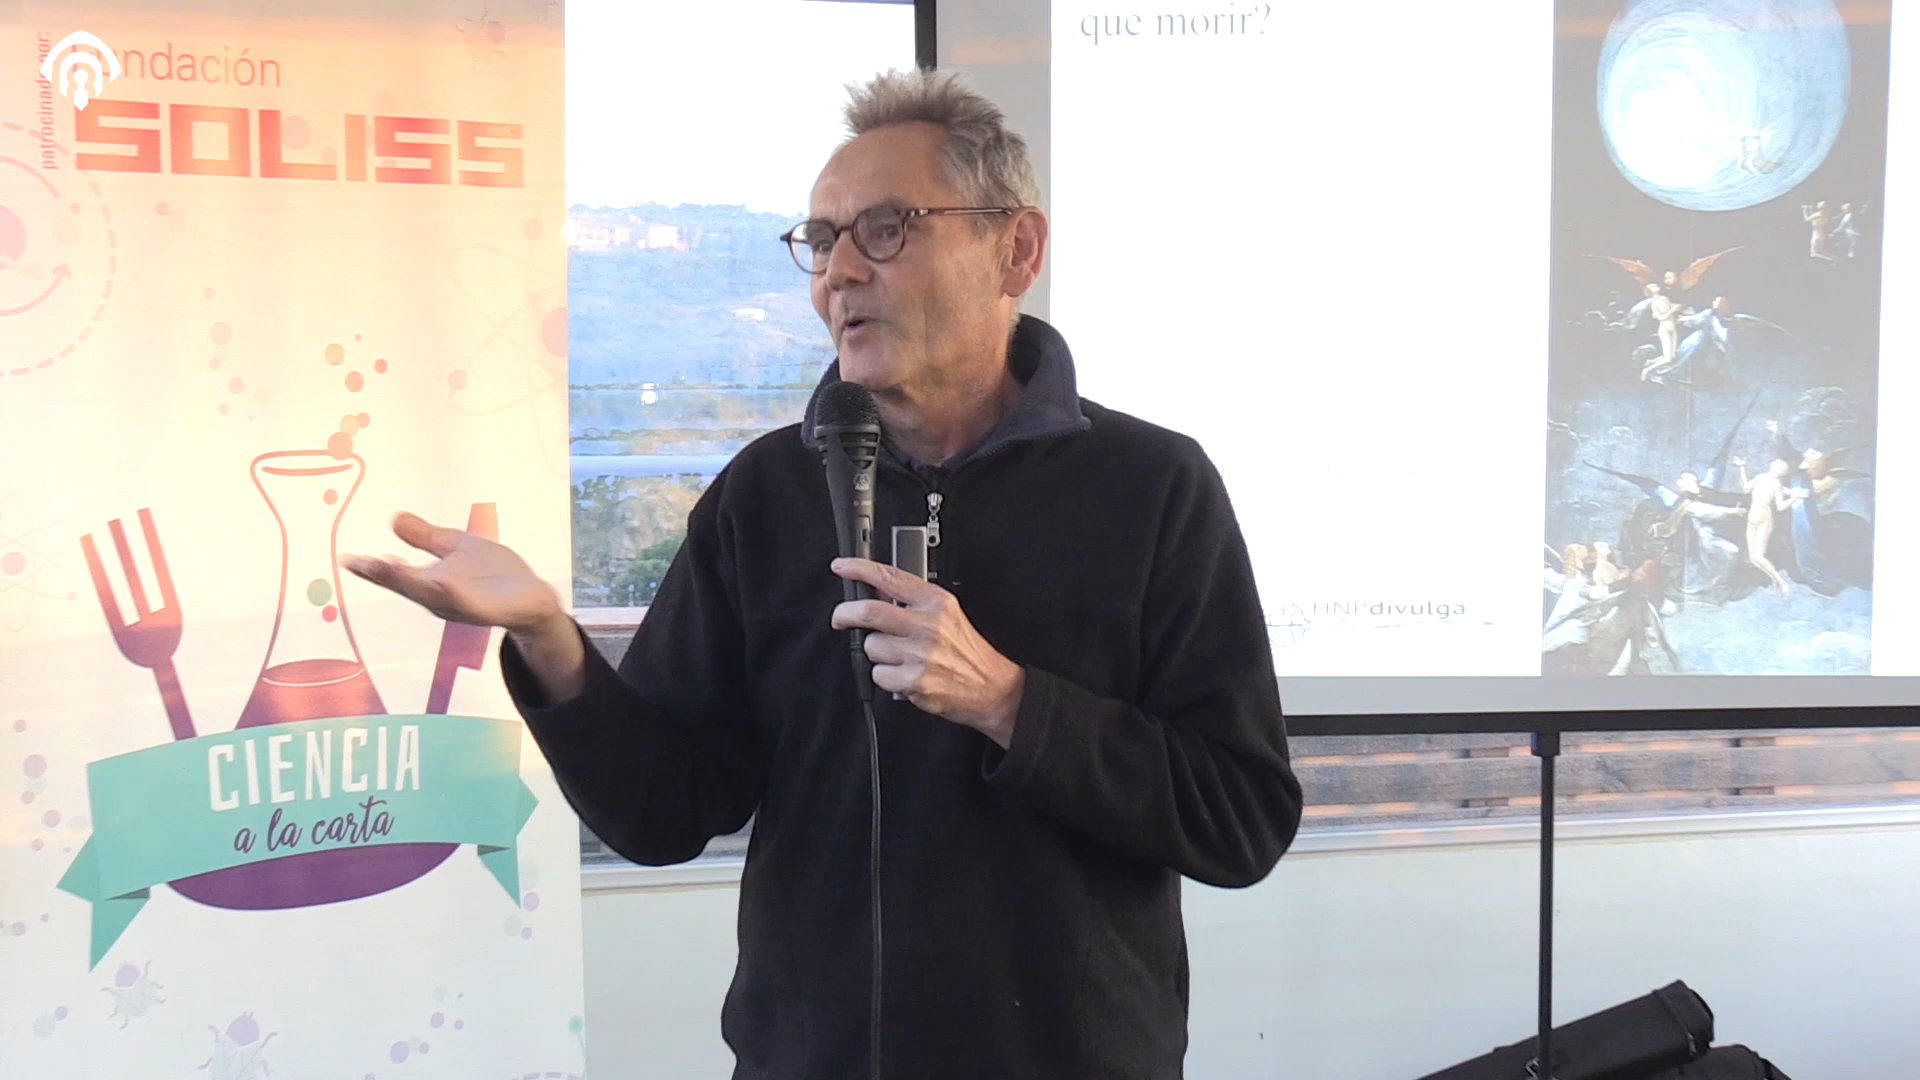 patrocinado por:
Fundación
SOLISS
CIENCIA
a la carta
que morir?
HNPdivulga